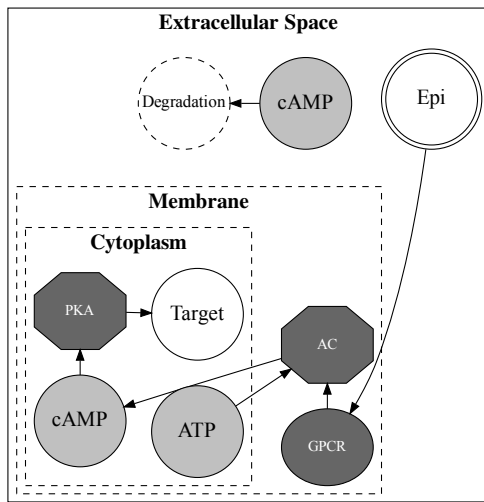 Extracellular Space
Degradation
cAMP
Epi
Membrane
Cytoplasm
PKA
Target
AC
cAMP
ATP
GPCR